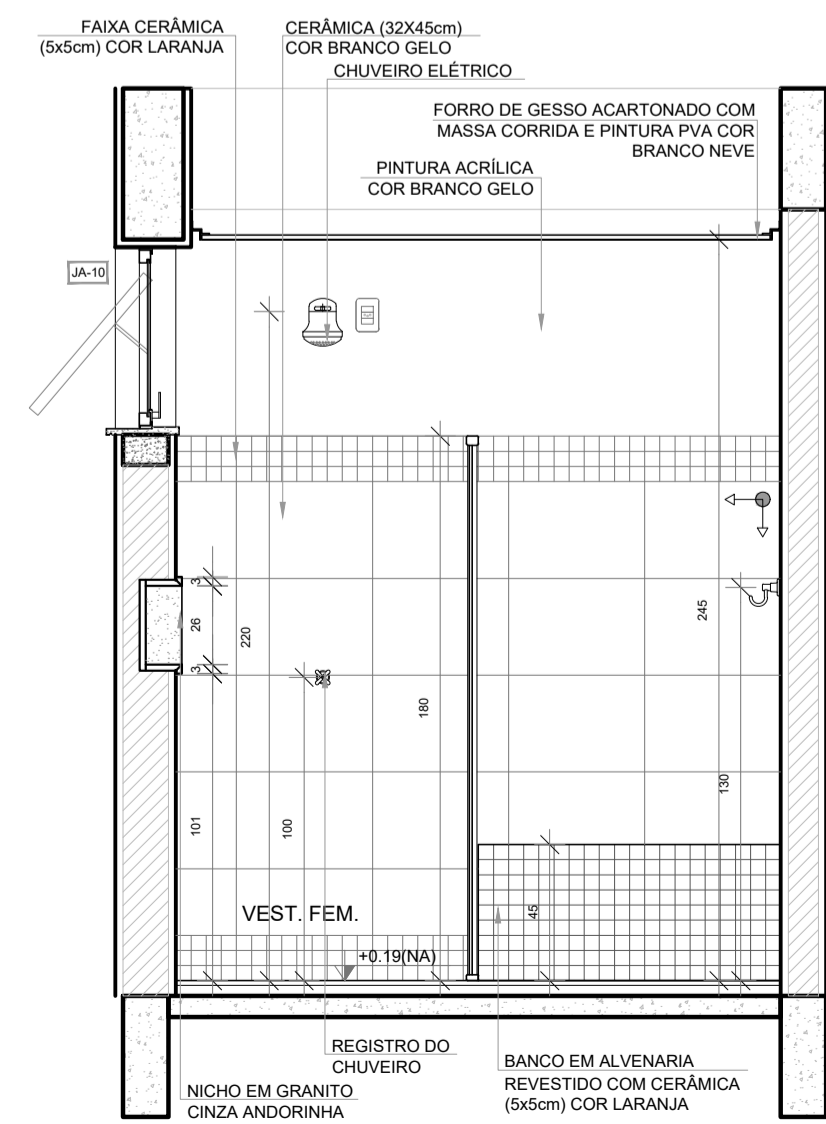 FAIXA CERÂMICA
(5x5cm) COR LARANJA
CERÂMICA (32X45cm)
COR BRANCO GELO
CHUVEIRO ELÉTRICO
FORRO DE GESSO ACARTONADO COM
MASSA CORRIDA E PINTURA PVA COR
BRANCO NEVE
PINTURA ACRÍLICA
COR BRANCO GELO
JA-10
3
26
3
220
245
180
130
101
100
45
VEST. FEM.
+0.19(NA)
REGISTRO DO
CHUVEIRO
NICHO EM GRANITO
CINZA ANDORINHA
BANCO EM ALVENARIA
REVESTIDO COM CERÂMICA
(5x5cm) COR LARANJA